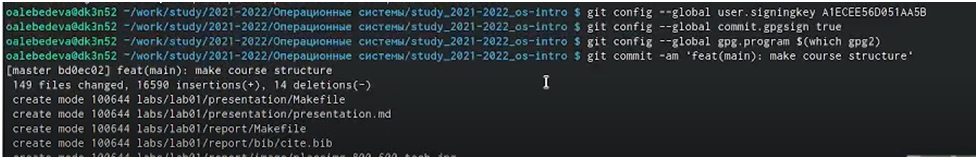 oalebedeva@dk3n52 ~/work/study/2021-2022/Операционные системы/study_2021-2022_os-intro $ git config --global user.signingkey A1ECEE56D051AA5B
oalebedeva@dk3n52 ~/work/study/2021-2022/Операционные системы/study_2021-2022_os-intro $ git config --global commit.gpgsign true
oalebedeva@dk3n52 ~/work/study/2021-2022/Операционные системы/study_2021-2022_os-intro $ git config --global gpg.program $(which gpg2)
oalebedeva@dk3n52 ~/work/study/2021-2022/Операционные системы/study_2021-2022_os-intro $ git commit -am 'feat(main): make course structure'
[master bd0ec02] feat(main): make course structure
149 files changed, 16590 insertions(+), 14 deletions(-)
create mode 100644 labs/lab01/presentation/Makefile
create mode 100644 labs/lab01/presentation/presentation.md
create mode 100644 labs/lab01/report/Makefile
create mode 100644 labs/lab01/report/bib/cite.bib
create mode 100644